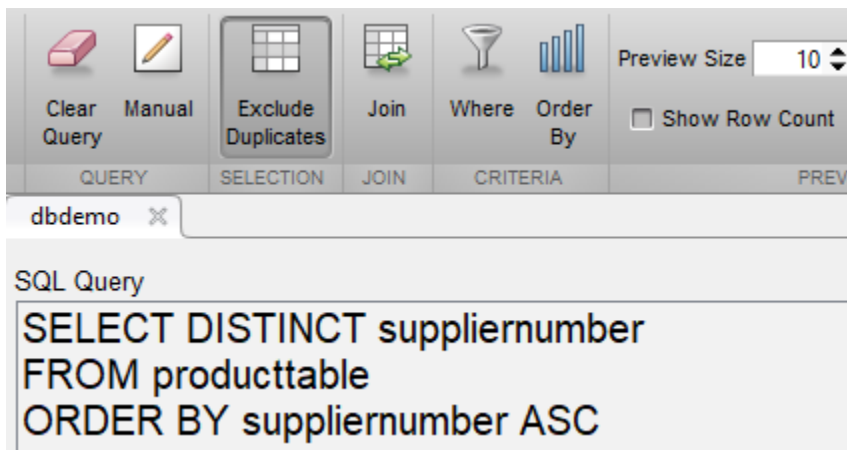 Clear Query Manual Exclude Duplicates Join Where Order By Preview Size 10
Show Row Count
QUERY SELECTION JOIN CRITERIA PREV
dbdemo
SQL Query
SELECT DISTINCT suppliernumber
FROM producttable
ORDER BY suppliernumber ASC